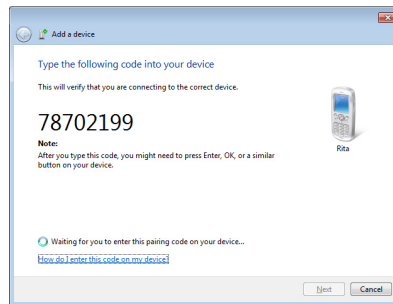 Add a device
Type the following code into your device
This will verify that you are connecting to the correct device.
78702199
Note:
After you type this code, you might need to press Enter, OK, or a similar
button on your device.
Rita
Waiting for you to enter this pairing code on your device...
How do I enter this code on my device?
Next Cancel